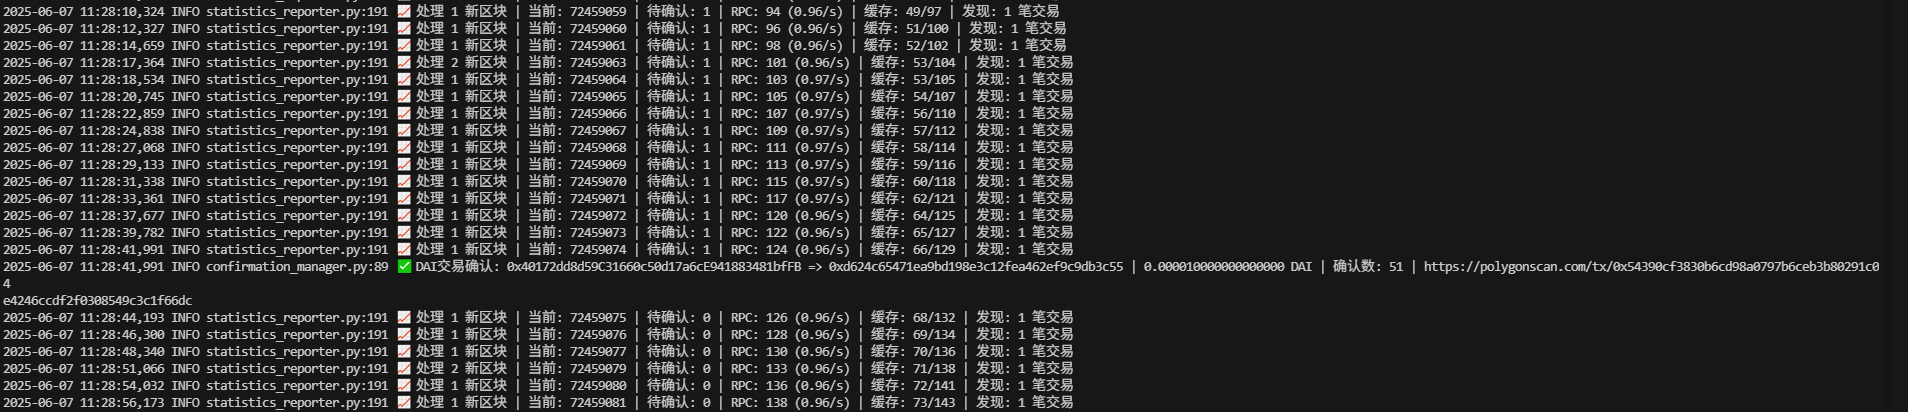 2025-06-07 11:28:10,324 INFO statistics_reporter.py:191 📈 处理 1 新区块 | 当前: 72459059 | 待确认: 1 | RPC: 94 (0.96/s) | 缓存: 49/97 | 发现: 1 笔交易
2025-06-07 11:28:12,327 INFO statistics_reporter.py:191 📈 处理 1 新区块 | 当前: 72459060 | 待确认: 1 | RPC: 96 (0.96/s) | 缓存: 51/100 | 发现: 1 笔交易
2025-06-07 11:28:14,659 INFO statistics_reporter.py:191 📈 处理 1 新区块 | 当前: 72459061 | 待确认: 1 | RPC: 98 (0.96/s) | 缓存: 52/102 | 发现: 1 笔交易
2025-06-07 11:28:17,364 INFO statistics_reporter.py:191 📈 处理 2 新区块 | 当前: 72459063 | 待确认: 1 | RPC: 101 (0.96/s) | 缓存: 53/104 | 发现: 1 笔交易
2025-06-07 11:28:18,534 INFO statistics_reporter.py:191 📈 处理 1 新区块 | 当前: 72459064 | 待确认: 1 | RPC: 103 (0.96/s) | 缓存: 53/105 | 发现: 1 笔交易
2025-06-07 11:28:20,745 INFO statistics_reporter.py:191 📈 处理 1 新区块 | 当前: 72459065 | 待确认: 1 | RPC: 105 (0.97/s) | 缓存: 54/107 | 发现: 1 笔交易
2025-06-07 11:28:22,859 INFO statistics_reporter.py:191 📈 处理 1 新区块 | 当前: 72459066 | 待确认: 1 | RPC: 107 (0.97/s) | 缓存: 56/110 | 发现: 1 笔交易
2025-06-07 11:28:24,838 INFO statistics_reporter.py:191 📈 处理 1 新区块 | 当前: 72459067 | 待确认: 1 | RPC: 109 (0.97/s) | 缓存: 57/112 | 发现: 1 笔交易
2025-06-07 11:28:27,068 INFO statistics_reporter.py:191 📈 处理 1 新区块 | 当前: 72459068 | 待确认: 1 | RPC: 111 (0.97/s) | 缓存: 58/114 | 发现: 1 笔交易
2025-06-07 11:28:29,133 INFO statistics_reporter.py:191 📈 处理 1 新区块 | 当前: 72459069 | 待确认: 1 | RPC: 113 (0.97/s) | 缓存: 59/116 | 发现: 1 笔交易
2025-06-07 11:28:31,338 INFO statistics_reporter.py:191 📈 处理 1 新区块 | 当前: 72459070 | 待确认: 1 | RPC: 115 (0.97/s) | 缓存: 60/118 | 发现: 1 笔交易
2025-06-07 11:28:33,361 INFO statistics_reporter.py:191 📈 处理 1 新区块 | 当前: 72459071 | 待确认: 1 | RPC: 117 (0.97/s) | 缓存: 62/121 | 发现: 1 笔交易
2025-06-07 11:28:37,677 INFO statistics_reporter.py:191 📈 处理 1 新区块 | 当前: 72459072 | 待确认: 1 | RPC: 120 (0.96/s) | 缓存: 64/125 | 发现: 1 笔交易
2025-06-07 11:28:39,782 INFO statistics_reporter.py:191 📈 处理 1 新区块 | 当前: 72459073 | 待确认: 1 | RPC: 122 (0.96/s) | 缓存: 65/127 | 发现: 1 笔交易
2025-06-07 11:28:41,991 INFO statistics_reporter.py:191 📈 处理 1 新区块 | 当前: 72459074 | 待确认: 1 | RPC: 124 (0.96/s) | 缓存: 66/129 | 发现: 1 笔交易
2025-06-07 11:28:41,991 INFO confirmation_manager.py:89 ✅ DAI交易确认: 0x40172dd8d59C31660c50d17a6cE941883481bfFB => 0xd624c65471ea9bd198e3c12fea462ef9c9db3c55 | 0.000010000000000000 DAI | 确认数: 51 | https://polygonscan.com/tx/0x54390cf3830b6cd98a0797b6ceb3b80291c0
4
e4246ccdf2f0308549c3c1f66dc
2025-06-07 11:28:44,193 INFO statistics_reporter.py:191 📈 处理 1 新区块 | 当前: 72459075 | 待确认: 0 | RPC: 126 (0.96/s) | 缓存: 68/132 | 发现: 1 笔交易
2025-06-07 11:28:46,300 INFO statistics_reporter.py:191 📈 处理 1 新区块 | 当前: 72459076 | 待确认: 0 | RPC: 128 (0.96/s) | 缓存: 69/134 | 发现: 1 笔交易
2025-06-07 11:28:48,340 INFO statistics_reporter.py:191 📈 处理 1 新区块 | 当前: 72459077 | 待确认: 0 | RPC: 130 (0.96/s) | 缓存: 70/136 | 发现: 1 笔交易
2025-06-07 11:28:51,066 INFO statistics_reporter.py:191 📈 处理 2 新区块 | 当前: 72459079 | 待确认: 0 | RPC: 133 (0.96/s) | 缓存: 71/138 | 发现: 1 笔交易
2025-06-07 11:28:54,032 INFO statistics_reporter.py:191 📈 处理 1 新区块 | 当前: 72459080 | 待确认: 0 | RPC: 136 (0.96/s) | 缓存: 72/141 | 发现: 1 笔交易
2025-06-07 11:28:56,173 INFO statistics_reporter.py:191 📈 处理 1 新区块 | 当前: 72459081 | 待确认: 0 | RPC: 138 (0.96/s) | 缓存: 73/143 | 发现: 1 笔交易